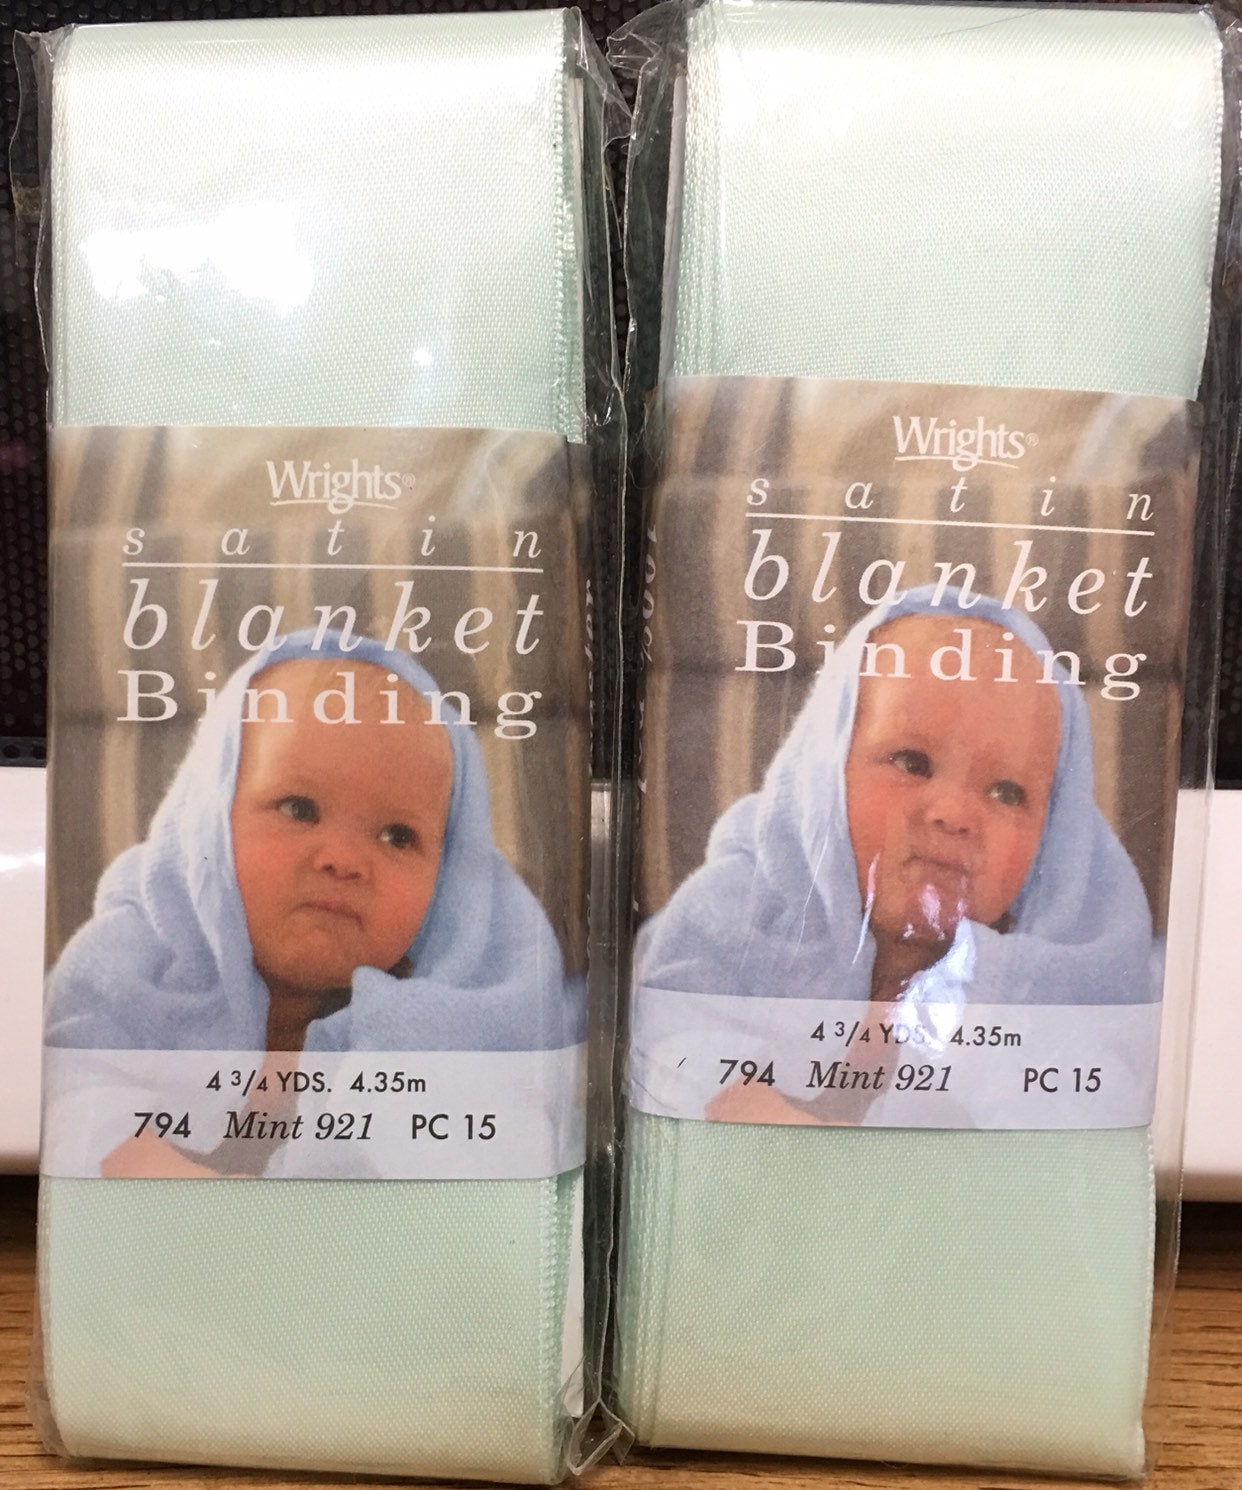 Wrights®
satin
blanket
Binding
4 3/4 YDS. 4.35m
794 Mint 921 PC 15
Wrights®
satin
blanket
Binding
4 3/4 YDS. 4.35m
794 Mint 921 PC 15
100%